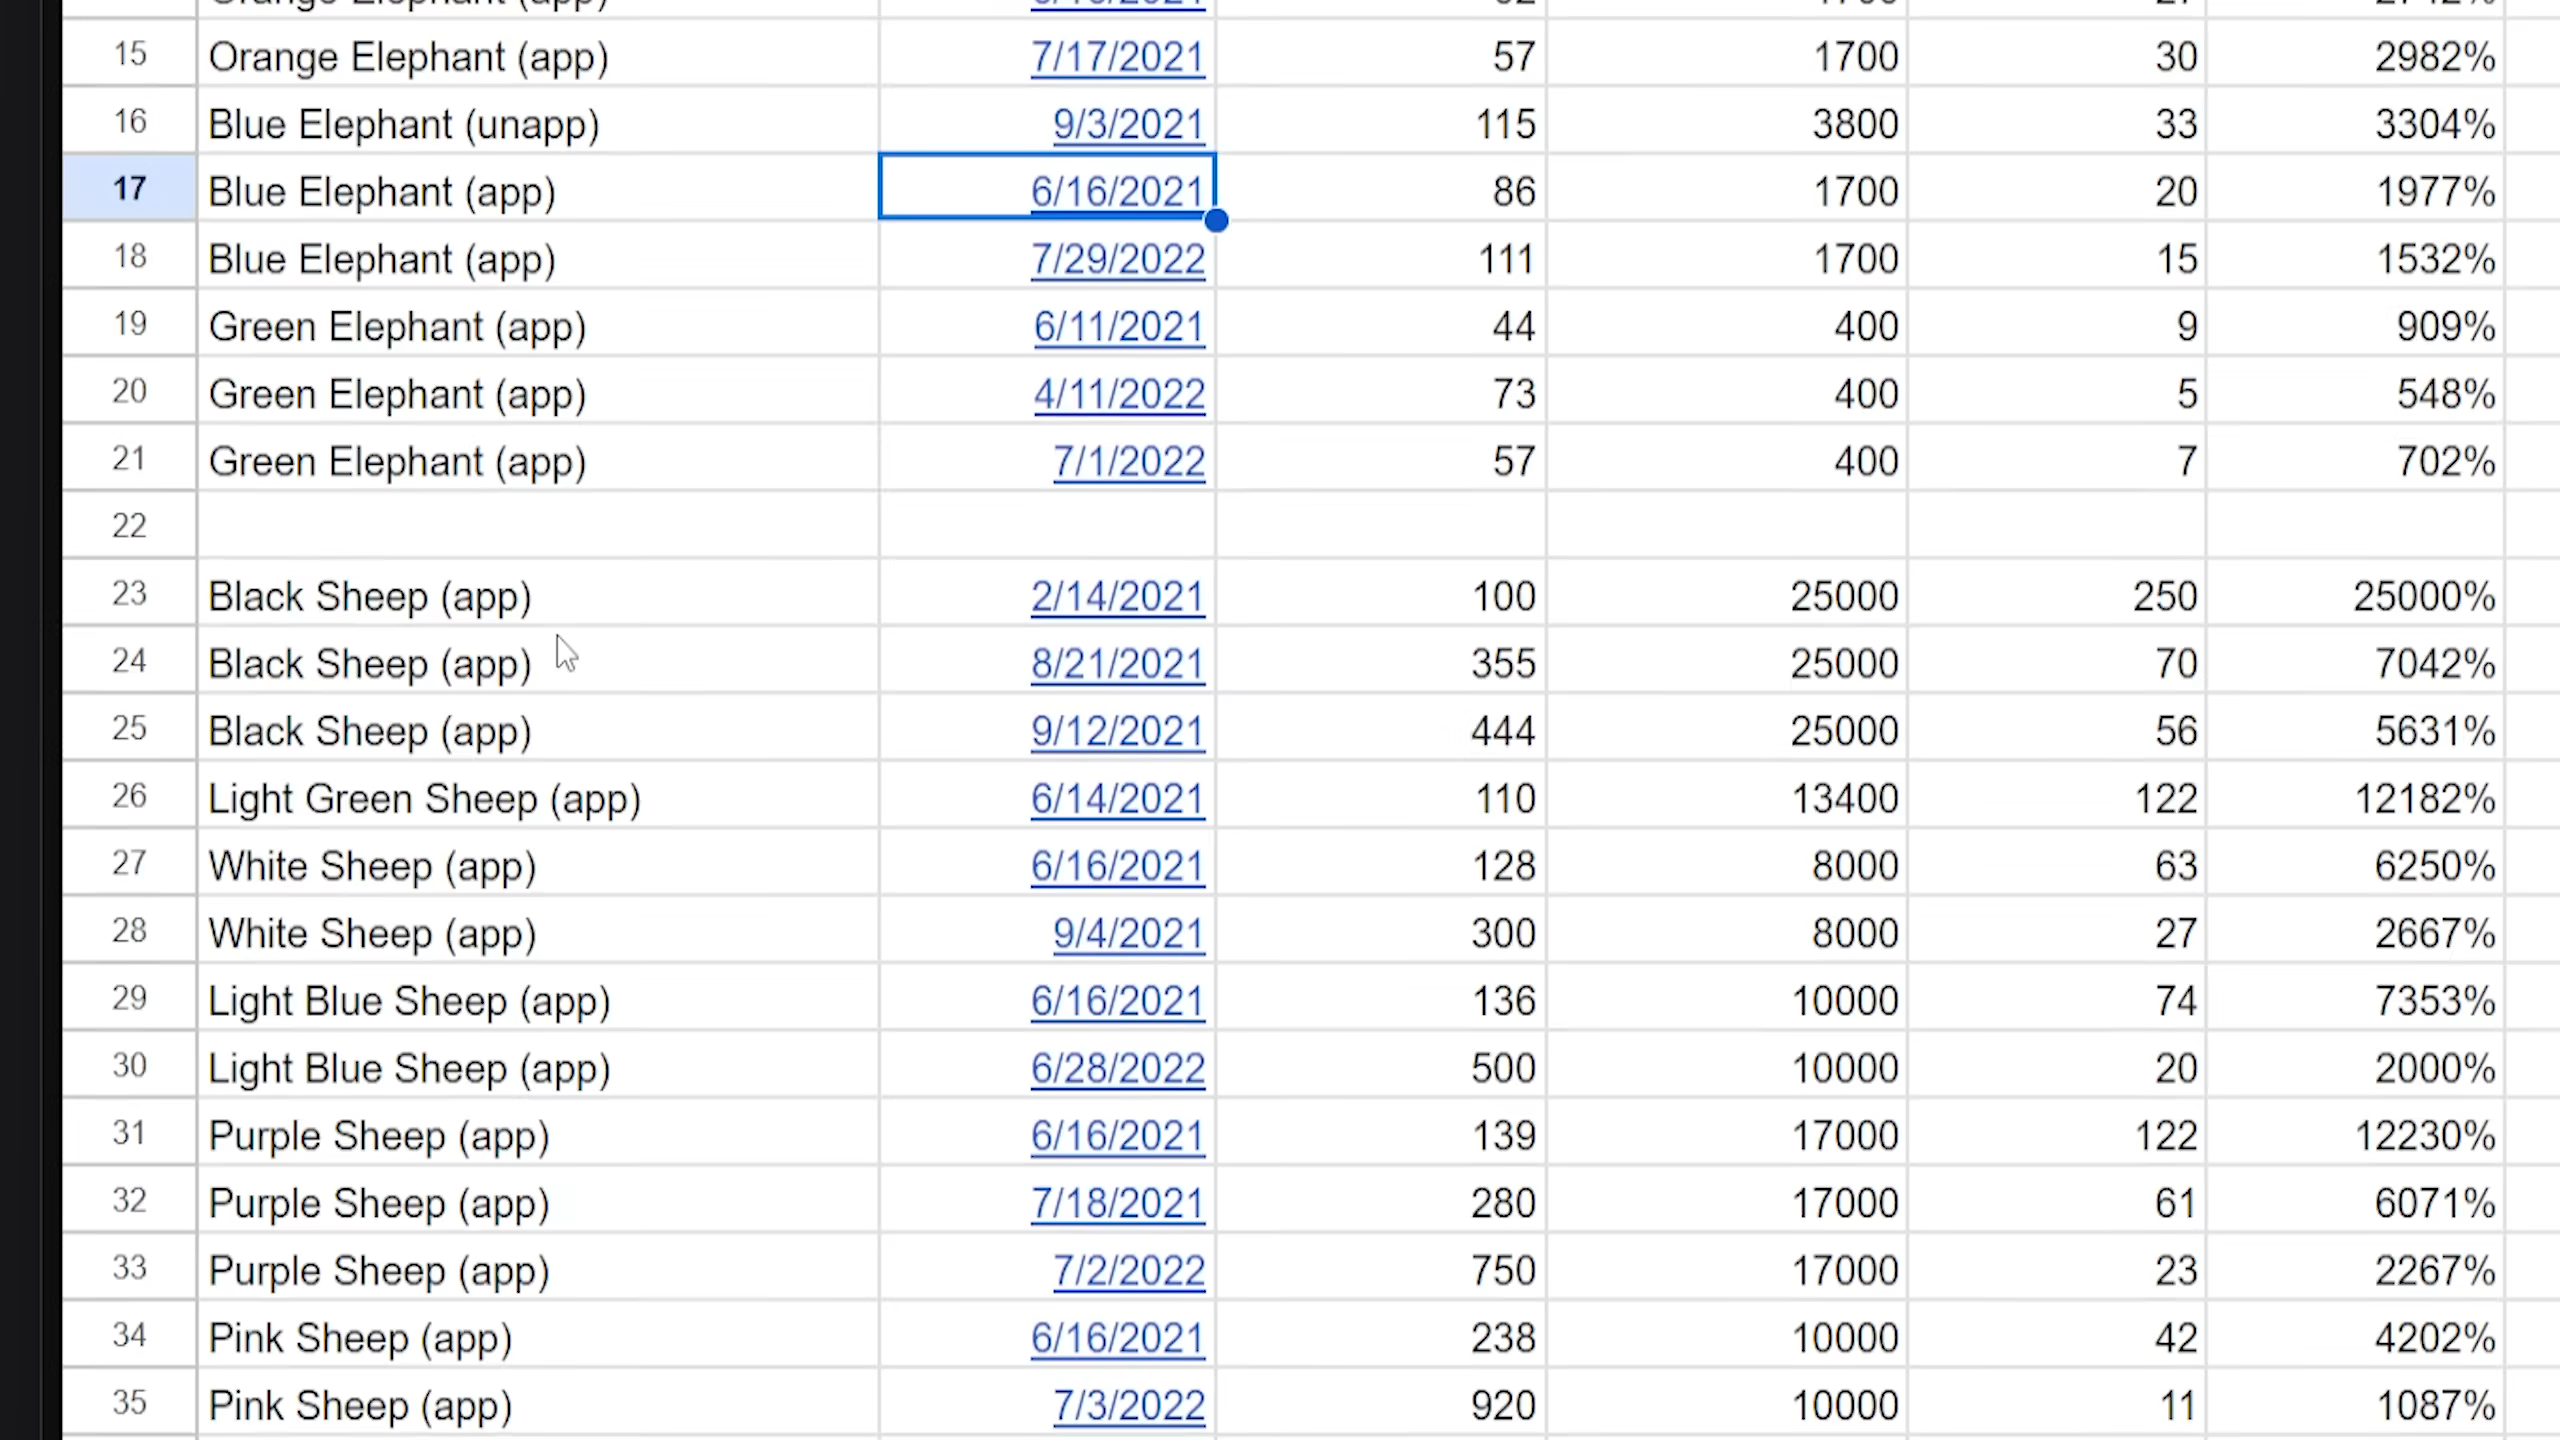 15 Orange Elephant (app) 7/17/2021 57 1700 30 2982%
16 Blue Elephant (unapp) 9/3/2021 115 3800 33 3304%
17 Blue Elephant (app) 6/16/2021 86 1700 20 1977%
18 Blue Elephant (app) 7/29/2022 111 1700 15 1532%
19 Green Elephant (app) 6/11/2021 44 400 9 909%
20 Green Elephant (app) 4/11/2022 73 400 5 548%
21 Green Elephant (app) 7/1/2022 57 400 7 702%
22
23 Black Sheep (app) 2/14/2021 100 25000 250 25000%
24 Black Sheep (app) 8/21/2021 355 25000 70 7042%
25 Black Sheep (app) 9/12/2021 444 25000 56 5631%
26 Light Green Sheep (app) 6/14/2021 110 13400 122 12182%
27 White Sheep (app) 6/16/2021 128 8000 63 6250%
28 White Sheep (app) 9/4/2021 300 8000 27 2667%
29 Light Blue Sheep (app) 6/16/2021 136 10000 74 7353%
30 Light Blue Sheep (app) 6/28/2022 500 10000 20 2000%
31 Purple Sheep (app) 6/16/2021 139 17000 122 12230%
32 Purple Sheep (app) 7/18/2021 280 17000 61 6071%
33 Purple Sheep (app) 7/2/2022 750 17000 23 2267%
34 Pink Sheep (app) 6/16/2021 238 10000 42 4202%
35 Pink Sheep (app) 7/3/2022 920 10000 11 1087%